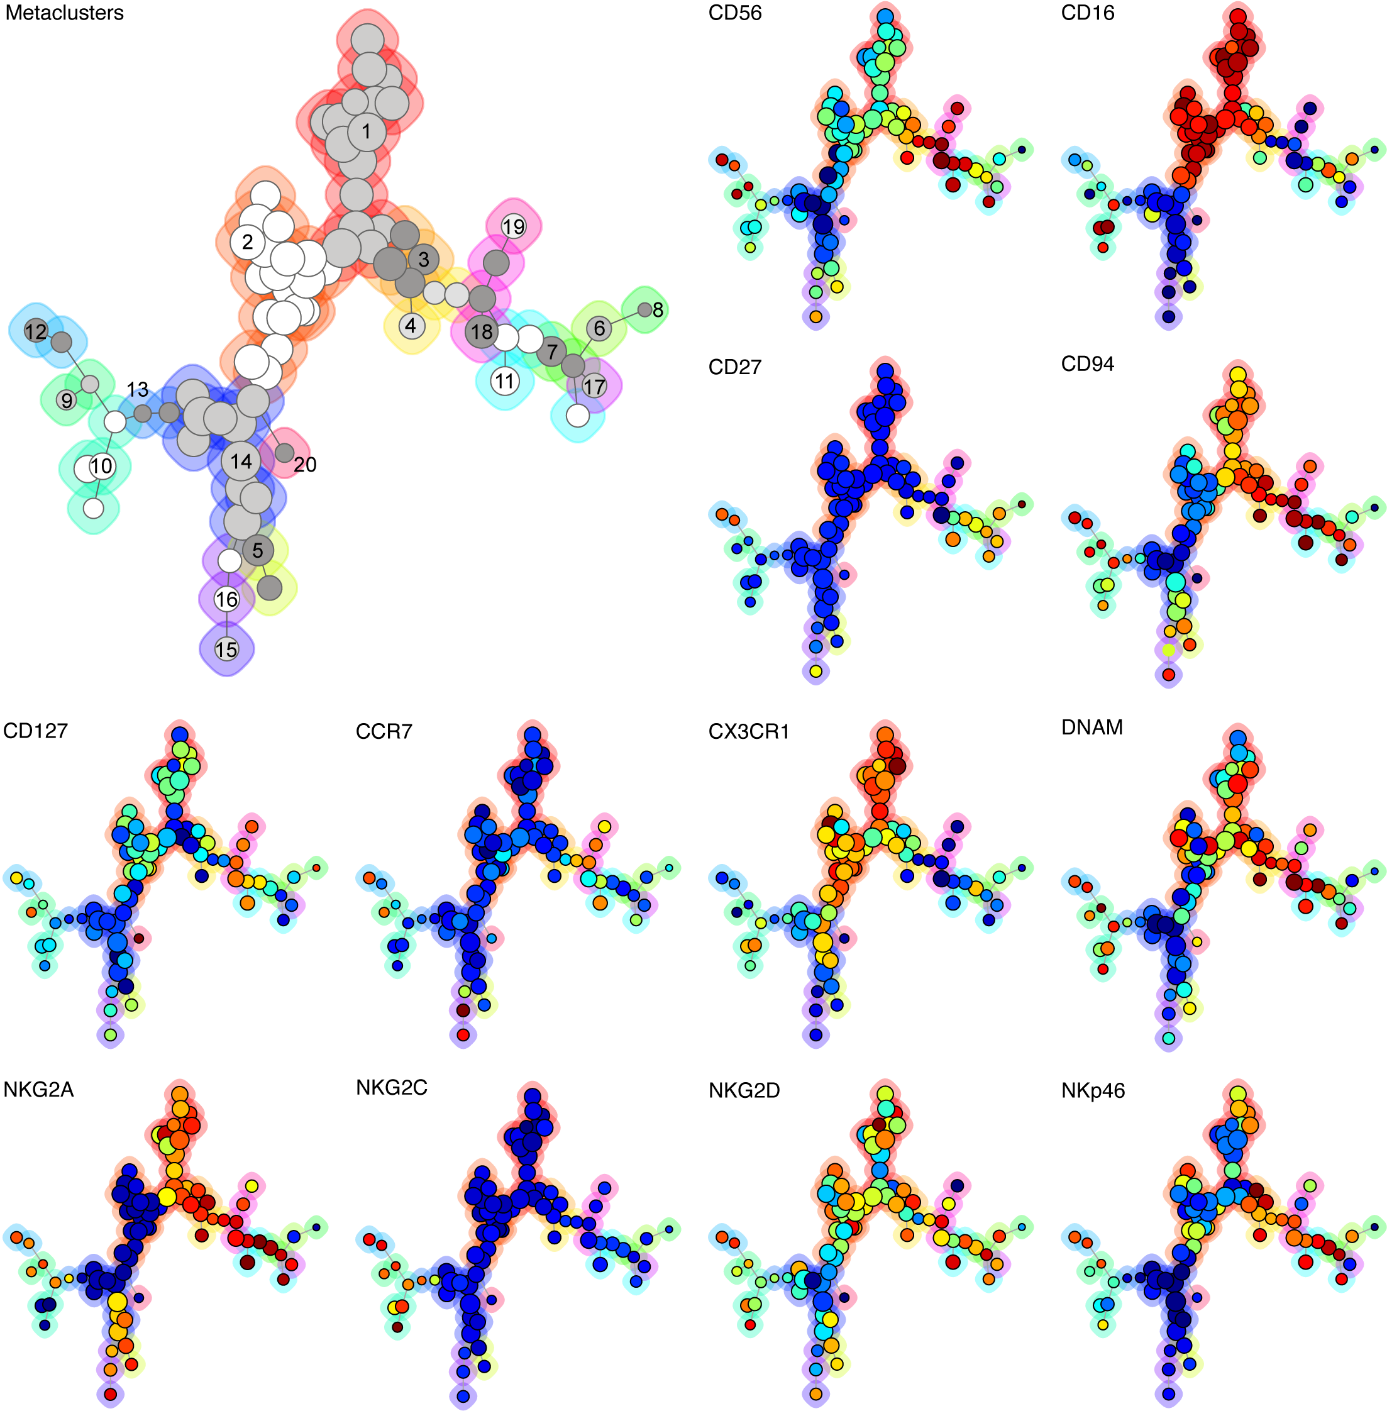 Metaclusters
CD56
CD16
1
2
19
3
8
12
4
6
18
7
CD27
CD94
13
9
11
17
10
14
20
5
16
15
CD127
CCR7
CX3CR1
DNAM
NKG2A
NKG2C
NKG2D
NKp46